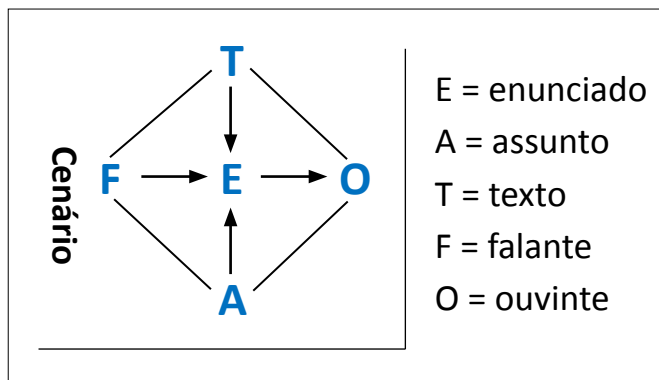 T
Cenário
F
E
O
A
E = enunciado
A = assunto
T = texto
F = falante
O = ouvinte